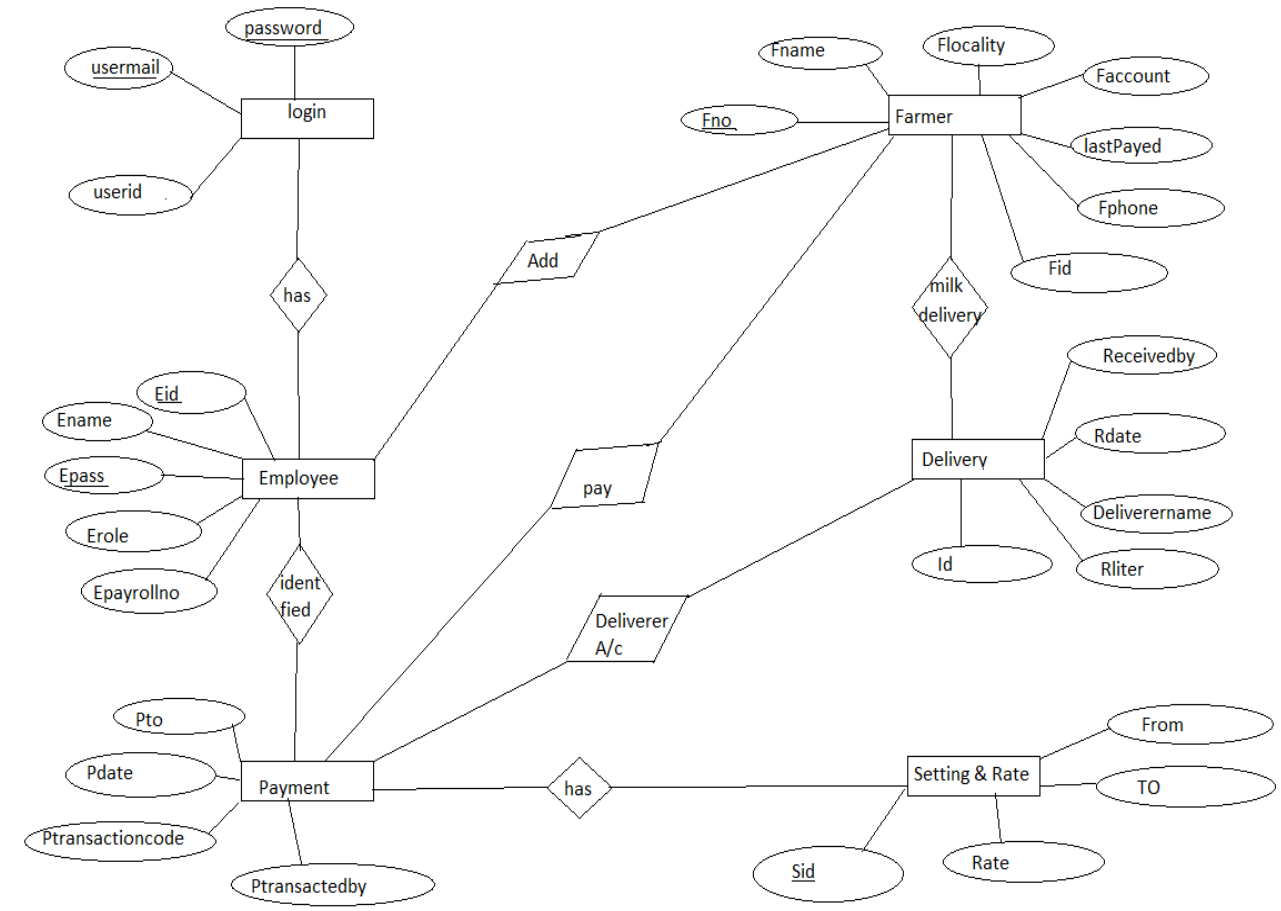 password
Flocality
Fname
usermail
Faccount
login
Farmer
Fno
lastPayed
userid
Fphone
Add
Fid
milk
delivery
has
Receivedby
Eid
Ename
Rdate
Delivery
Epass
Employee
pay
Deliverername
Erole
Id
Rliter
iden
fied
Epayrollno
Deliverer
A/c
Pto
From
Pdate
Setting & Rate
Payment
has
TO
Ptransactioncode
Rate
Sid
Ptransactedby